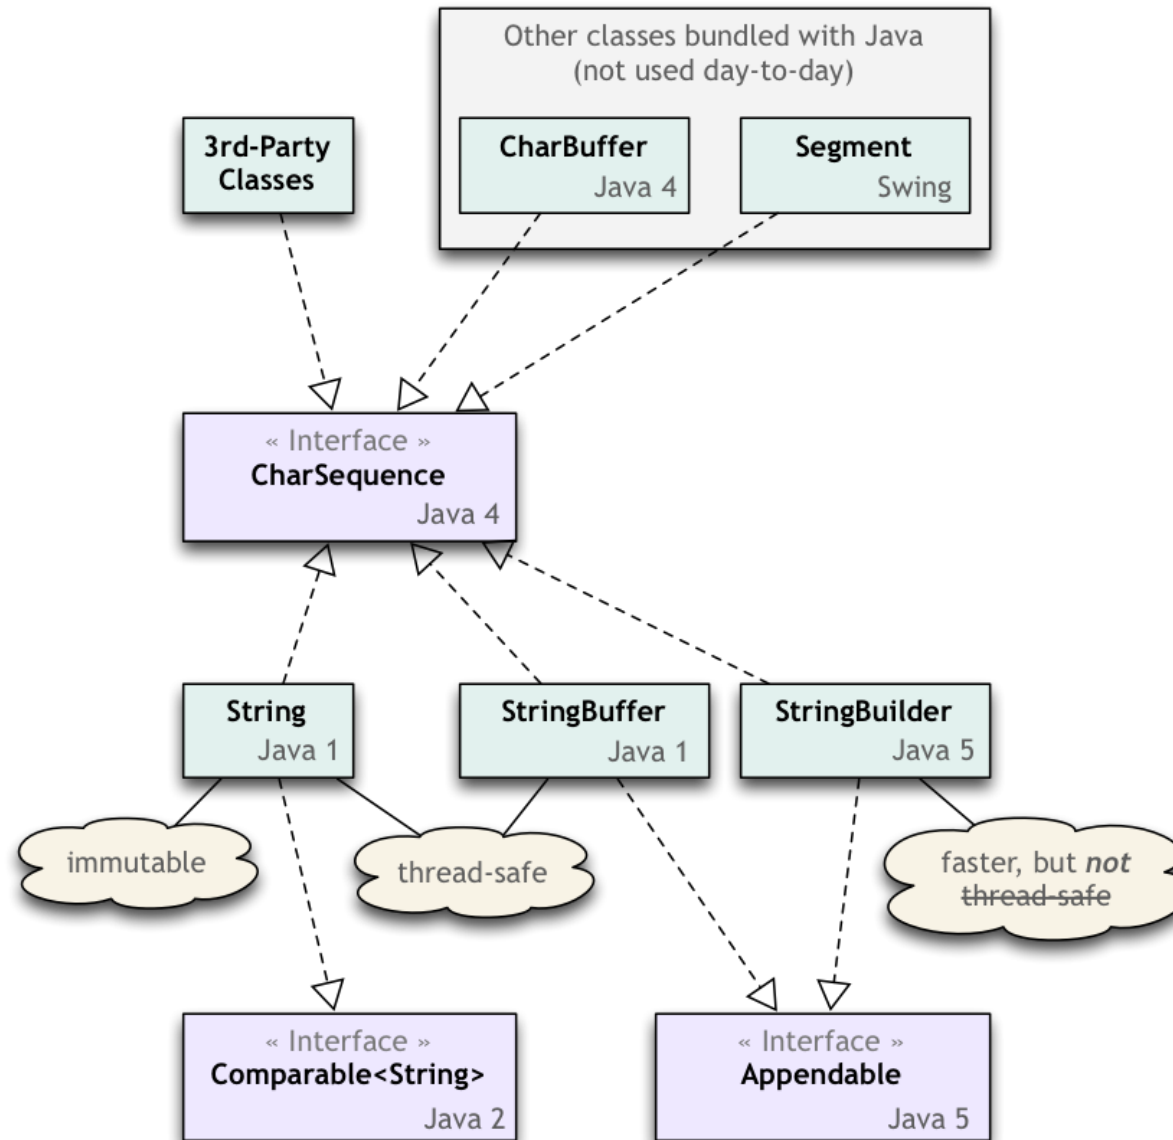 Other classes bundled with Java
(not used day-to-day)
3rd-Party
Classes
CharBuffer
Java 4
Segment
Swing
« Interface »
CharSequence
Java 4
String
Java 1
StringBuffer
Java 1
StringBuilder
Java 5
immutable
thread-safe
faster, but not
thread-safe
« Interface »
Comparable<String>
Java 2
« Interface »
Appendable
Java 5